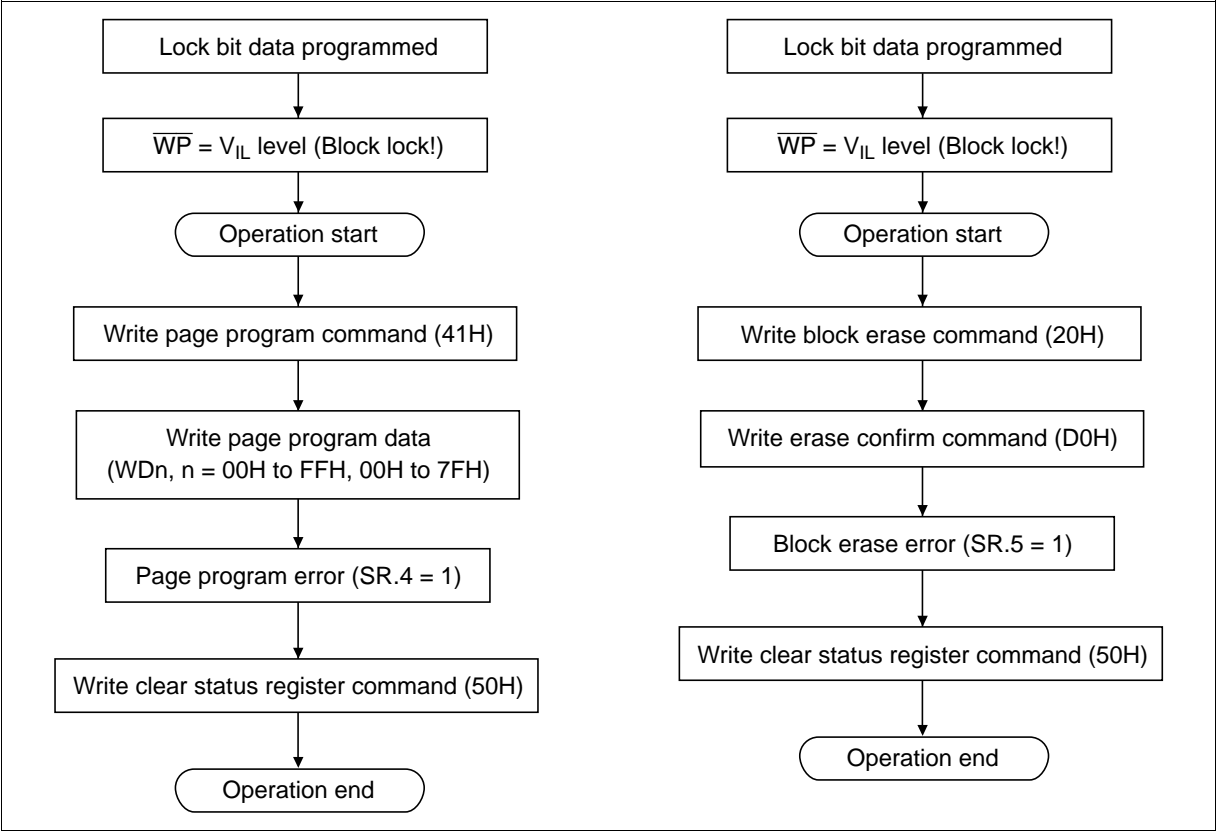 Lock bit data programmed
W̅P̅ = VIL level (Block lock!)
Operation start
Write page program command (41H)
Write page program data
(WDn, n = 00H to FFH, 00H to 7FH)
Page program error (SR.4 = 1)
Write clear status register command (50H)
Operation end
Lock bit data programmed
W̅P̅ = VIL level (Block lock!)
Operation start
Write block erase command (20H)
Write erase confirm command (D0H)
Block erase error (SR.5 = 1)
Write clear status register command (50H)
Operation end